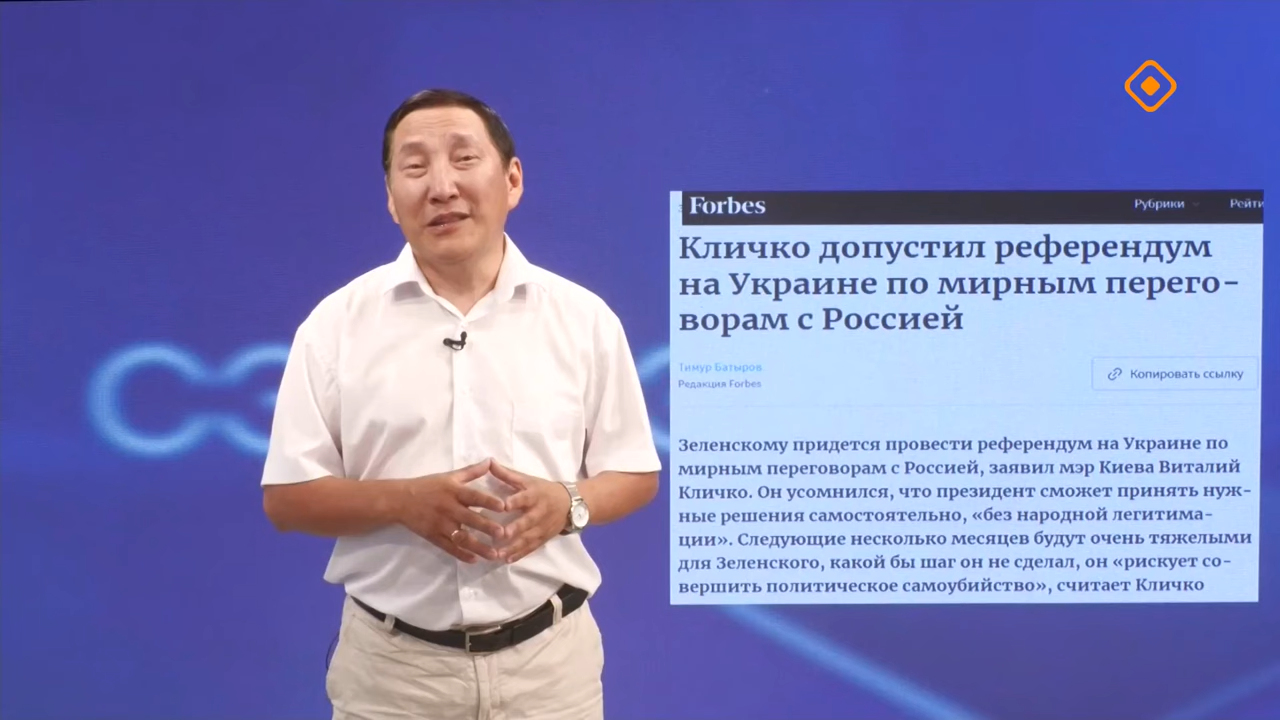 Forbes
Рубрики
Рейти
Кличко допустил референдум
на Украине по мирным перего-
ворам с Россией
Тимур Батыров
Редакция Forbes
Копировать ссылку
Зеленскому придется провести референдум на Украине по
мирным переговорам с Россией, заявил мэр Киева Виталий
Кличко. Он усомнился, что президент сможет принять нуж-
ные решения самостоятельно, «без народной легитима-
ции». Следующие несколько месяцев будут очень тяжелыми
для Зеленского, какой бы шаг он не сделал, он «рискует со-
вершить политическое самоубийство», считает Кличко